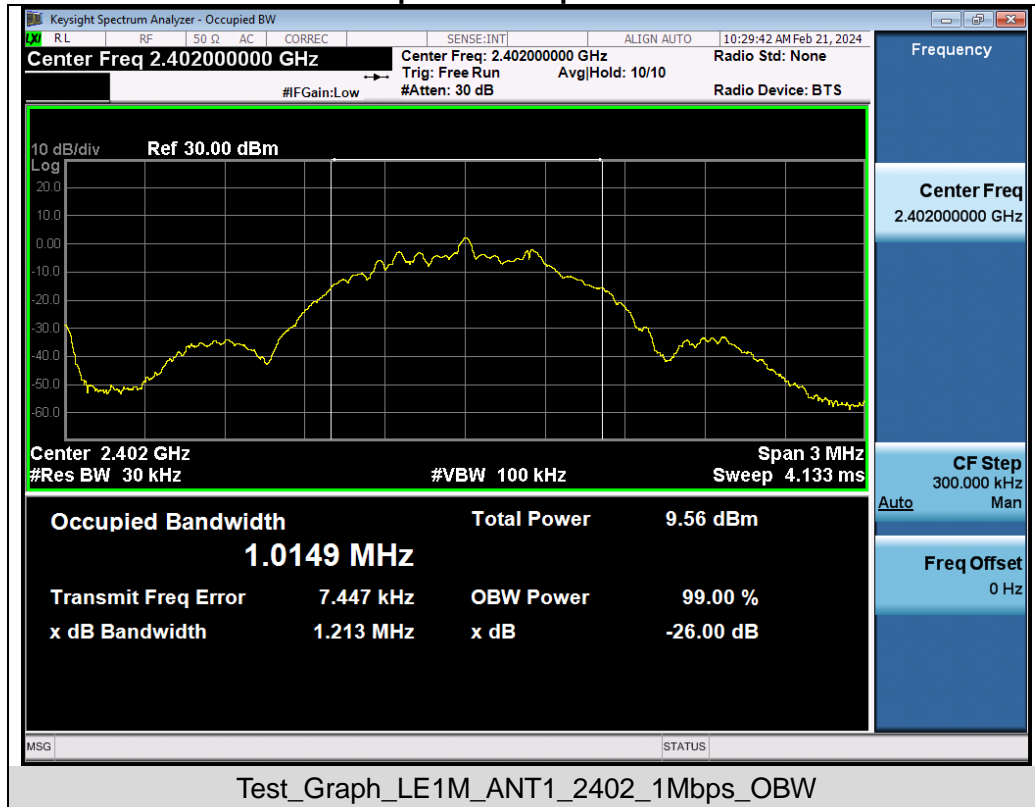 Keysight Spectrum Analyzer - Occupied BW
LXI RL RF 50 Ω AC CORREC SENSE:INT ALIGN AUTO 10:29:42 AM Feb 21, 2024
Center Freq 2.402000000 GHz
Center Freq: 2.402000000 GHz Radio Std: None
Trig: Free Run Avg|Hold: 10/10
#IFGain:Low #Atten: 30 dB Radio Device: BTS
10 dB/div Ref 30.00 dBm
Log
20.0
10.0
0.00
-10.0
-20.0
-30.0
-40.0
-50.0
-60.0
Center 2.402 GHz Span 3 MHz
#Res BW 30 kHz #VBW 100 kHz Sweep 4.133 ms
Occupied Bandwidth Total Power 9.56 dBm
1.0149 MHz
Transmit Freq Error 7.447 kHz OBW Power 99.00 %
x dB Bandwidth 1.213 MHz x dB -26.00 dB
Frequency
Center Freq
2.402000000 GHz
CF Step
300.000 kHz
Auto Man
Freq Offset
0 Hz
MSG STATUS
Test_Graph_LE1M_ANT1_2402_1Mbps_OBW